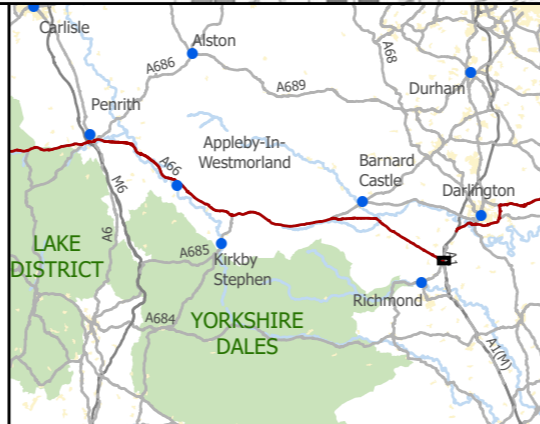 Carlisle
Alston
A68
A686
A689
Durham
Penrith
Appleby-In-
Westmorland
A66
Barnard
Castle
Darlington
M6
A6
LAKE
DISTRICT
A685
Kirkby
Stephen
Richmond
A684
YORKSHIRE
DALES
A1(M)